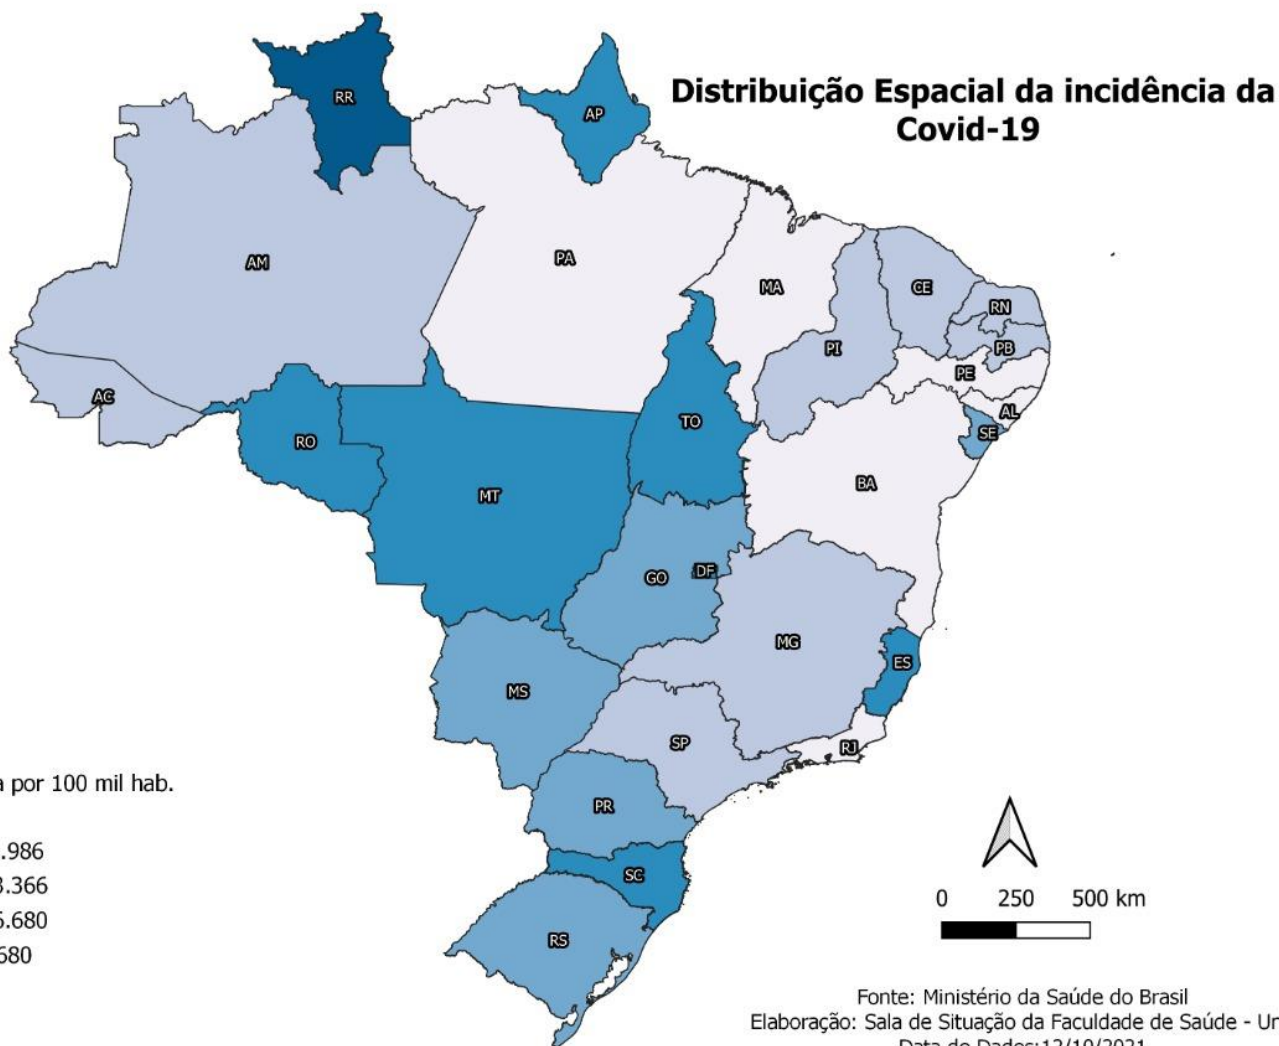 Distribuição Espacial da incidência da
Covid-19
RR
AP
AM
PA
MA
CE
RN
PB
PI
PE
AL
SE
AC
RO
TO
BA
MT
GO
DF
MG
ES
MS
SP
RJ
PR
SC
RS
por 100 mil hab.
.986
.366
.680
680
0 250 500 km
Fonte: Ministério da Saúde do Brasil
Elaboração: Sala de Situação da Faculdade de Saúde - Un